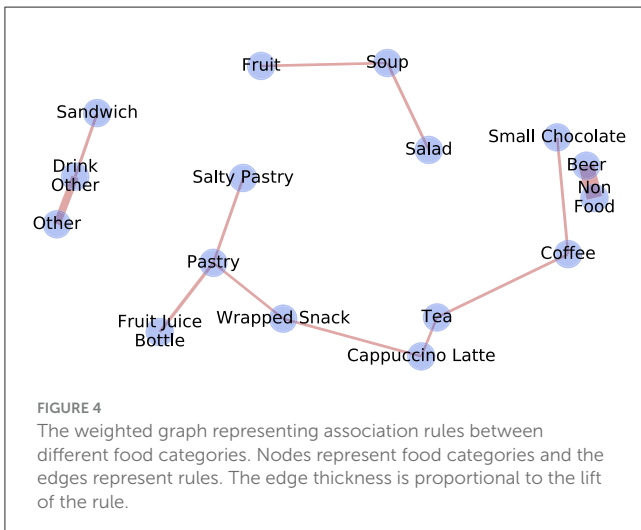 Fruit
Soup
Sandwich
Salad
Small Chocolate
Drink
Other
Salty Pastry
Beer
Non
Food
Other
Pastry
Coffee
Fruit Juice
Bottle
Wrapped Snack
Tea
Cappuccino Latte
FIGURE 4
The weighted graph representing association rules between
different food categories. Nodes represent food categories and the
edges represent rules. The edge thickness is proportional to the lift
of the rule.